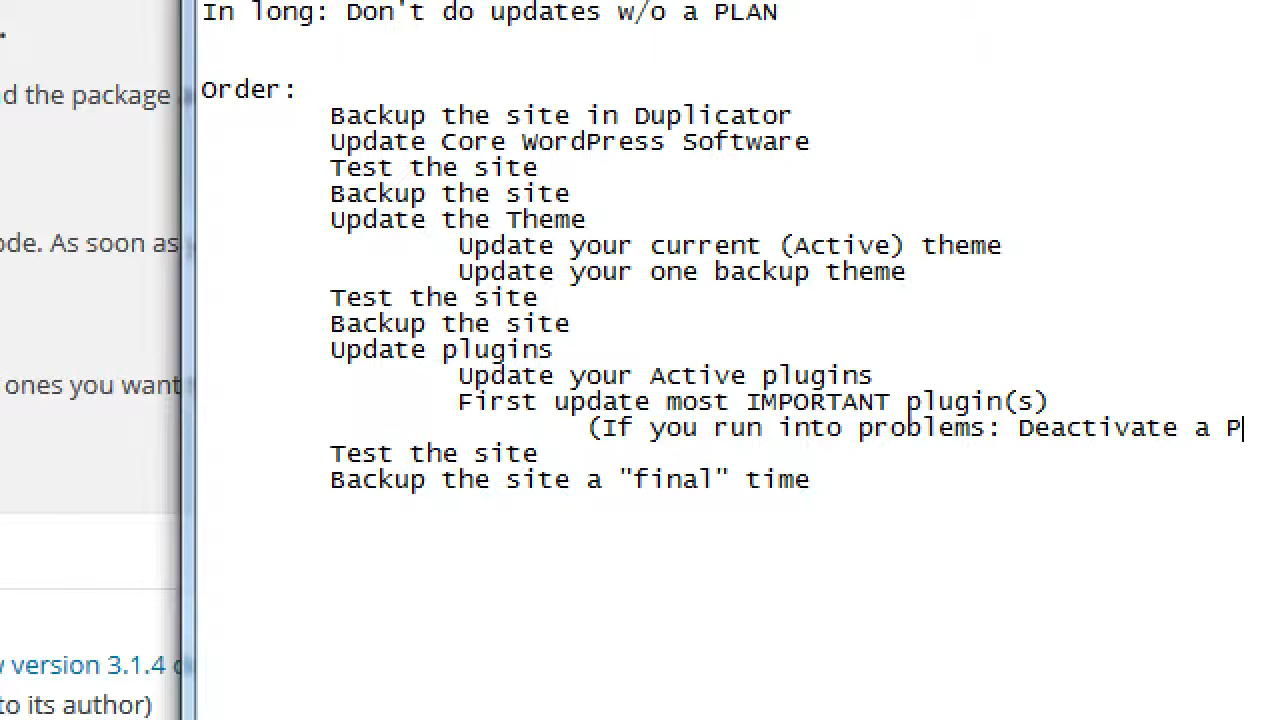 In long: Don't do updates w/o a PLAN
d the package
Order:
Backup the site in Duplicator
Update Core WordPress Software
Test the site
Backup the site
Update the Theme
ode. As soon as
Update your current (Active) theme
Update your one backup theme
Test the site
Backup the site
Update plugins
ones you want
Update your Active plugins
First update most IMPORTANT plugin(s)
(If you run into problems: Deactivate a P
Test the site
Backup the site a "final" time
version 3.1.4
to its author)